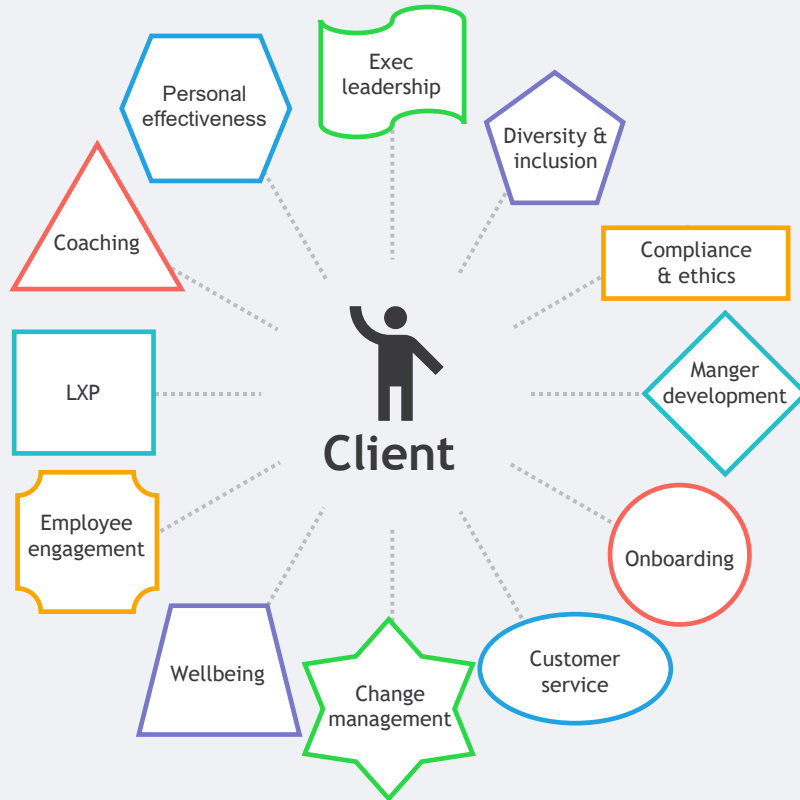 Exec
leadership
Personal
effectiveness
Diversity &
inclusion
Coaching
Compliance
& ethics
LXP
Manger
development
Client
Employee
engagement
Onboarding
Wellbeing
Change
management
Customer
service